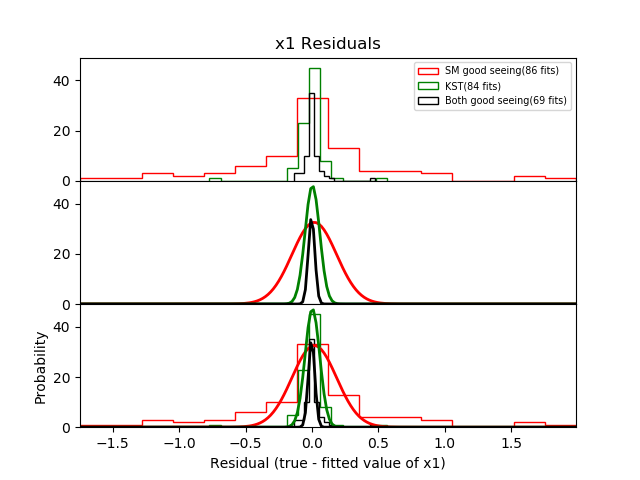 x1 Residuals
SM good seeing(86 fits)
KST(84 fits)
Both good seeing(69 fits)
40
20
0
40
20
0
40
20
0
Probability
−1.5 −1.0 −0.5 0.0 0.5 1.0 1.5
Residual (true - fitted value of x1)